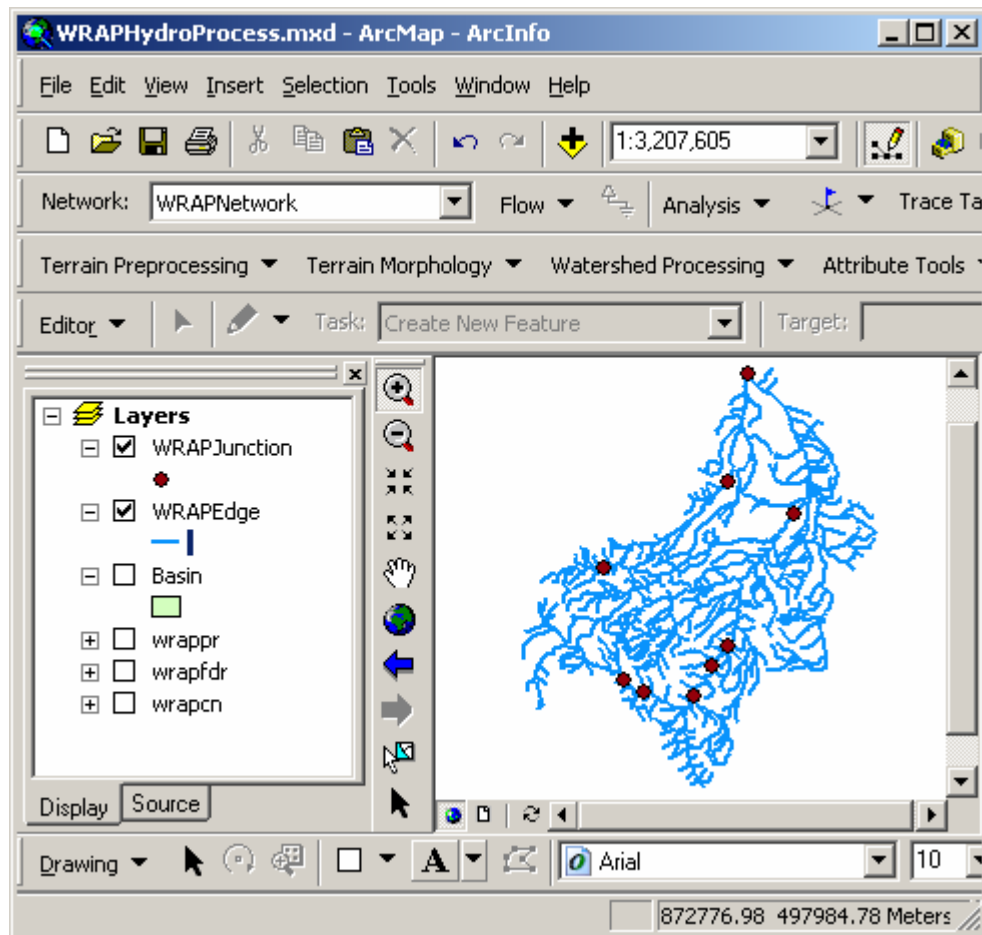 WRAPHydroProcess.mxd - ArcMap - ArcInfo
File Edit View Insert Selection Tools Window Help
1:3,207,605
Network: WRAPNetwork Flow Analysis Trace Ta
Terrain Preprocessing Terrain Morphology Watershed Processing Attribute Tools
Editor Task: Create New Feature Target:
Layers
WRAPJunction
WRAPEdge
Basin
wrappr
wrapfdr
wrapcn
Display Source
Drawing A Arial 10
872776.98 497984.78 Meters